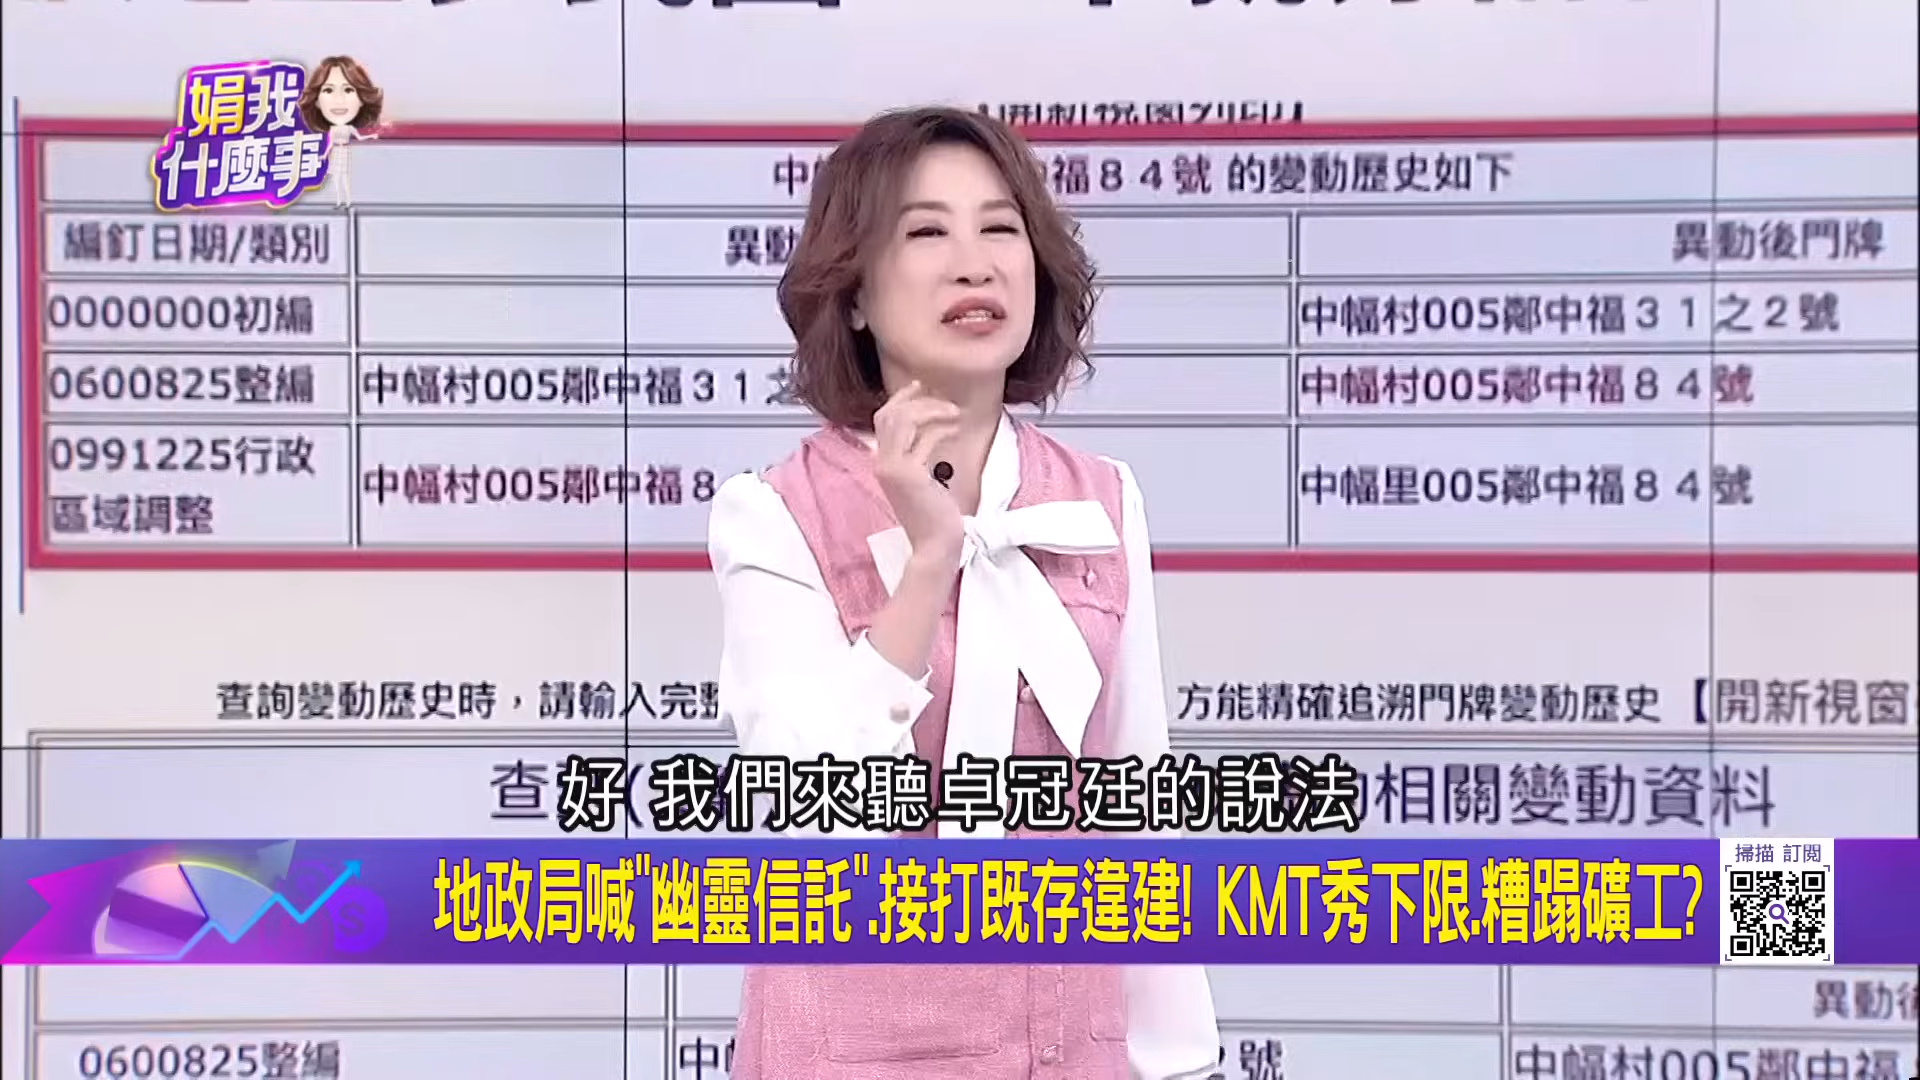 娟我
什麼事
中福８４號 的變動歷史如下
編釘日期/類別
異動後門牌
0000000初編
中幅村005鄰中福３１之２號
0600825整編
中幅村005鄰中福３１
中幅村005鄰中福８４號
0991225行政
區域調整
中幅村005鄰中福８
中幅里005鄰中福８４號
查詢變動歷史時，請輸入完整
方能精確追溯門牌變動歷史【開新視窗
查
相關變動資料
好 我們來聽卓冠廷的說法
掃描 訂閱
地政局喊"幽靈信託".接打既存違建! KMT秀下限.糟蹋礦工?
異動後
0600825整編
２號
中幅村005鄰中福